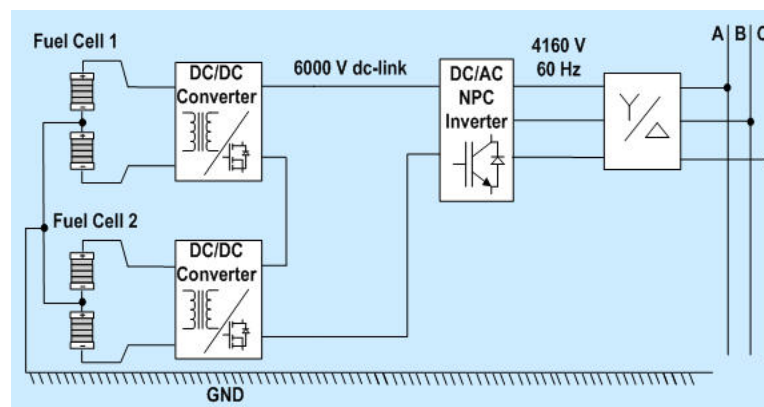 Fuel Cell 1
DC/DC
Converter
6000 V dc-link
DC/AC
NPC
Inverter
4160 V
60 Hz
A B C
Fuel Cell 2
DC/DC
Converter
GND